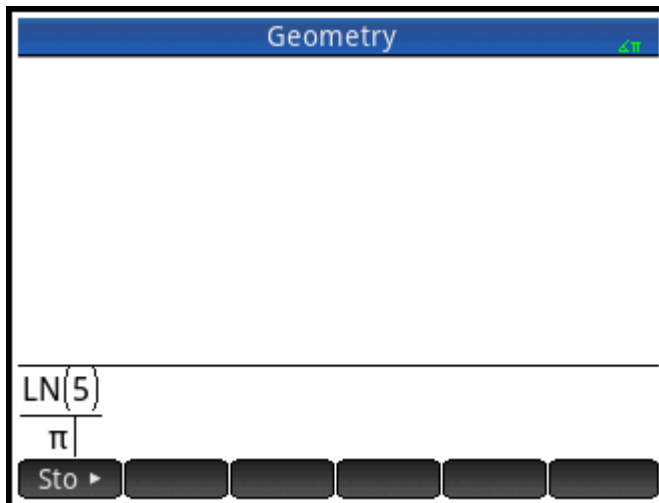 Geometry
∡π
LN(5)
π
Sto ►